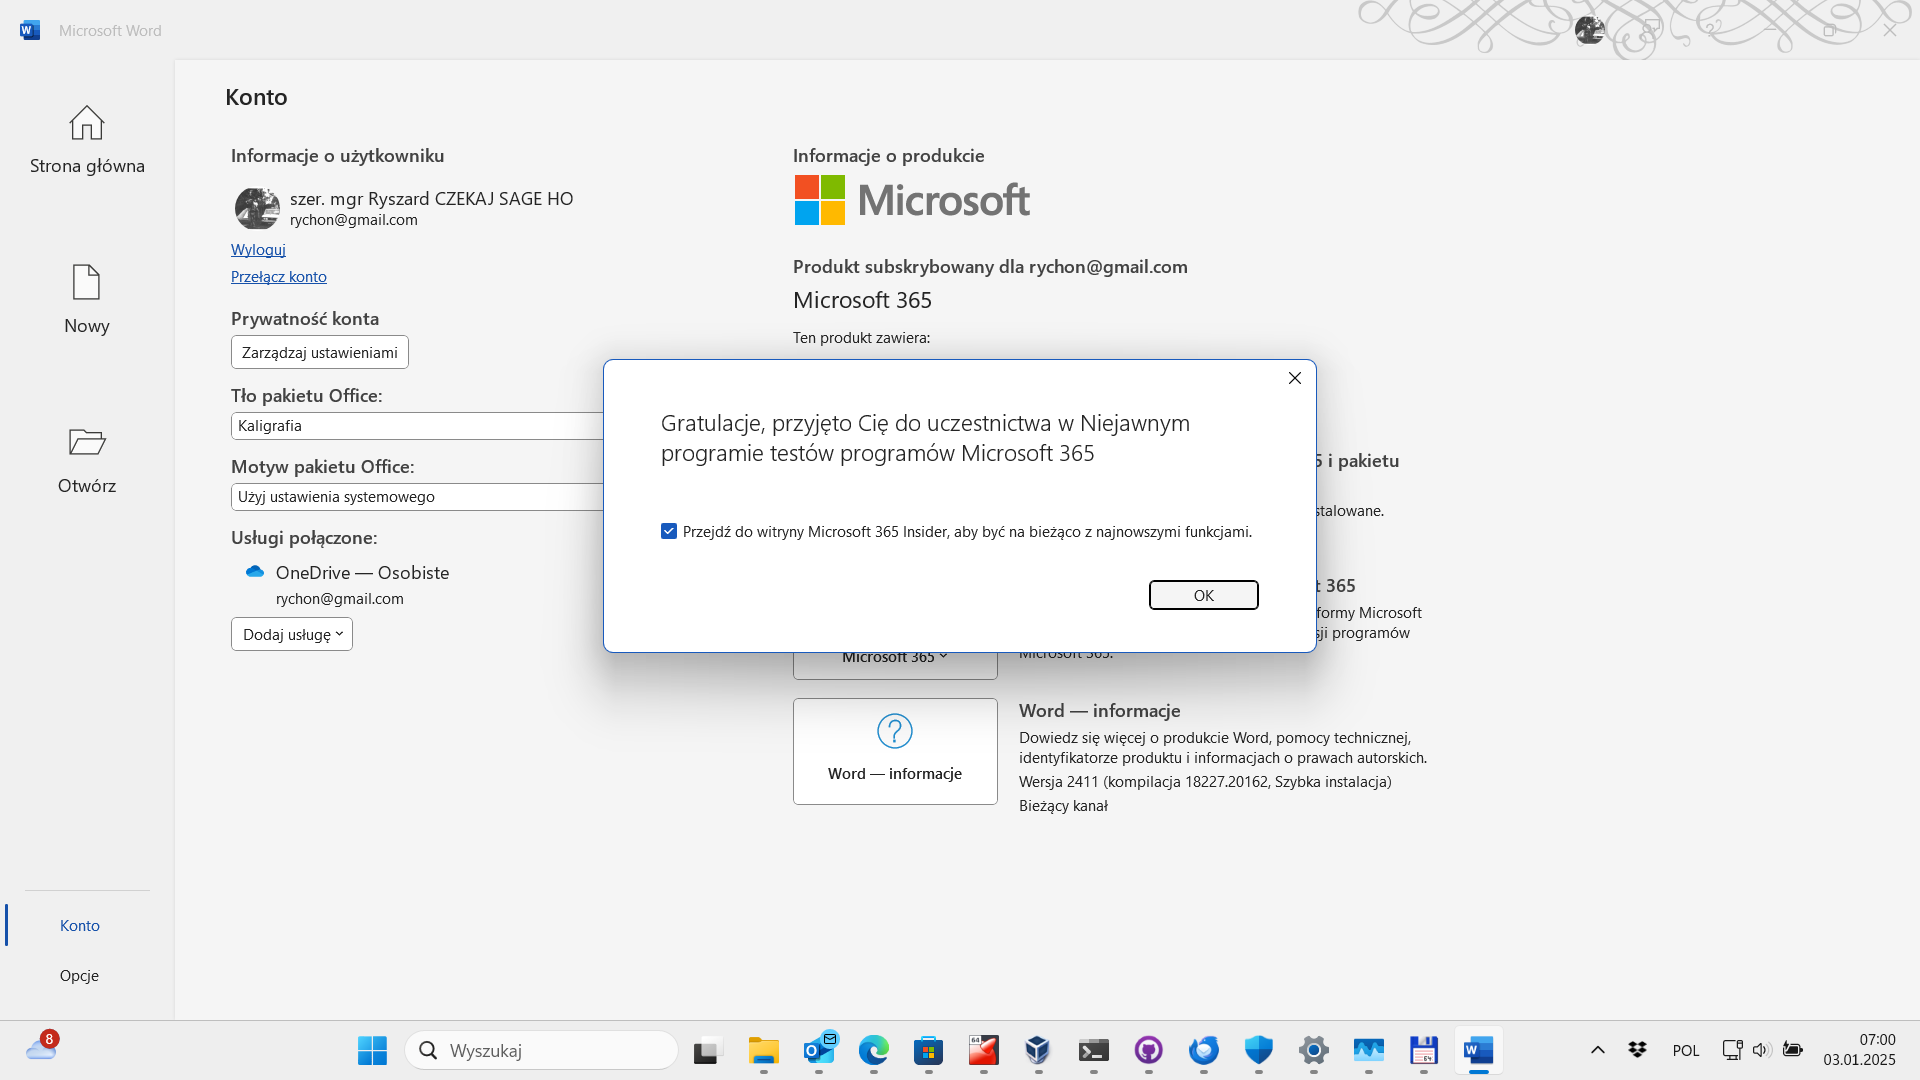 Microsoft Word
Strona główna
Nowy
Otwórz
Konto
Opcje
Konto
Informacje o użytkowniku
szer. mgr Ryszard CZEKAJ SAGE HO
rychon@gmail.com
Wyloguj
Przełącz konto
Prywatność konta
Zarządzaj ustawieniami
Tło pakietu Office:
Kaligrafia
Motyw pakietu Office:
Użyj ustawienia systemowego
Usługi połączone:
OneDrive — Osobiste
rychon@gmail.com
Dodaj usługę
Informacje o produkcie
Microsoft
Produkt subskrybowany dla rychon@gmail.com
Microsoft 365
Ten produkt zawiera:
Gratulacje, przyjęto Cię do uczestnictwa w Niejawnym
programie testów programów Microsoft 365
Przejdź do witryny Microsoft 365 Insider, aby być na bieżąco z najnowszymi funkcjami.
OK
5 i pakietu
stalowane.
t 365
formy Microsoft
sji programów
Microsoft 365.
Microsoft 365
Word — informacje
Word — informacje
Dowiedz się więcej o produkcie Word, pomocy technicznej,
identyfikatorze produktu i informacjach o prawach autorskich.
Wersja 2411 (kompilacja 18227.20162, Szybka instalacja)
Bieżący kanał
8
Wyszukaj
64
64
POL
07:00
03.01.2025